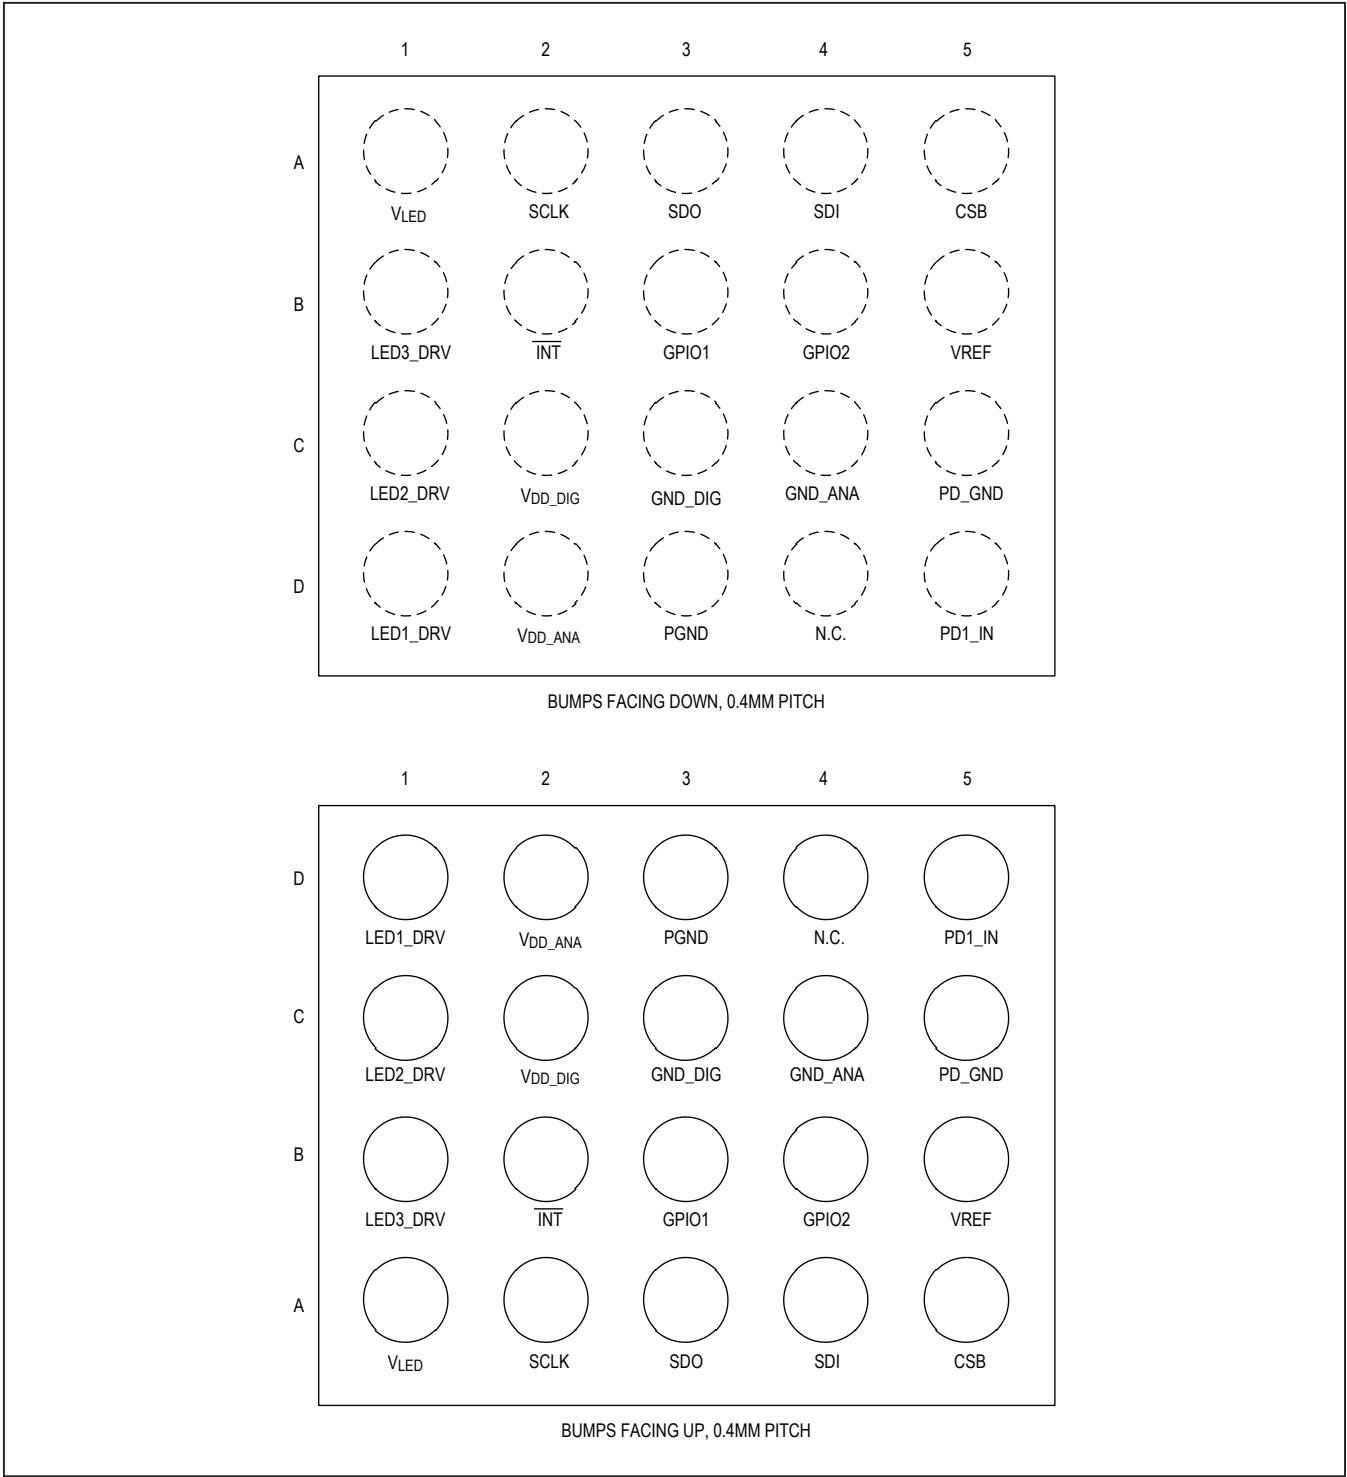 1 2 3 4 5
A
VLED SCLK SDO SDI CSB
B
LED3_DRV INT GPIO1 GPIO2 VREF
C
LED2_DRV VDD_DIG GND_DIG GND_ANA PD_GND
D
LED1_DRV VDD_ANA PGND N.C. PD1_IN
BUMPS FACING DOWN, 0.4MM PITCH
1 2 3 4 5
D
LED1_DRV VDD_ANA PGND N.C. PD1_IN
C
LED2_DRV VDD_DIG GND_DIG GND_ANA PD_GND
B
LED3_DRV INT GPIO1 GPIO2 VREF
A
VLED SCLK SDO SDI CSB
BUMPS FACING UP, 0.4MM PITCH